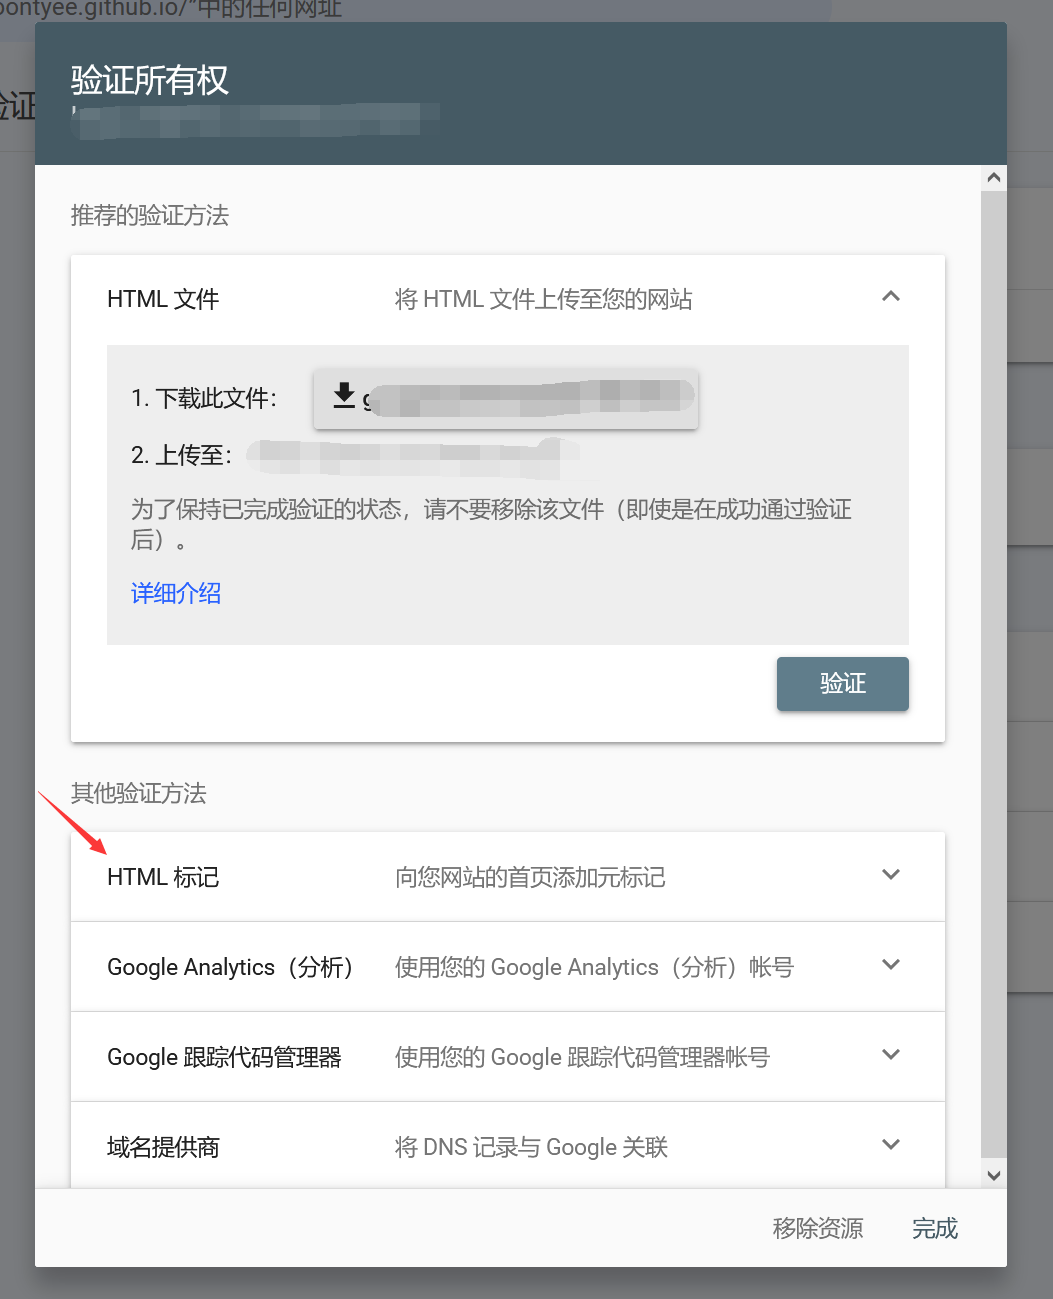 oontyee.github.io/"中的任何网址
验证所有权
验证
推荐的验证方法
HTML 文件
将 HTML 文件上传至您的网站
1. 下载此文件：
g
2. 上传至：
为了保持已完成验证的状态，请不要移除该文件（即使是在成功通过验证
后）。
详细介绍
验证
其他验证方法
HTML 标记
向您网站的首页添加元标记
Google Analytics（分析）
使用您的 Google Analytics（分析）帐号
Google 跟踪代码管理器
使用您的 Google 跟踪代码管理器帐号
域名提供商
将 DNS 记录与 Google 关联
移除资源
完成